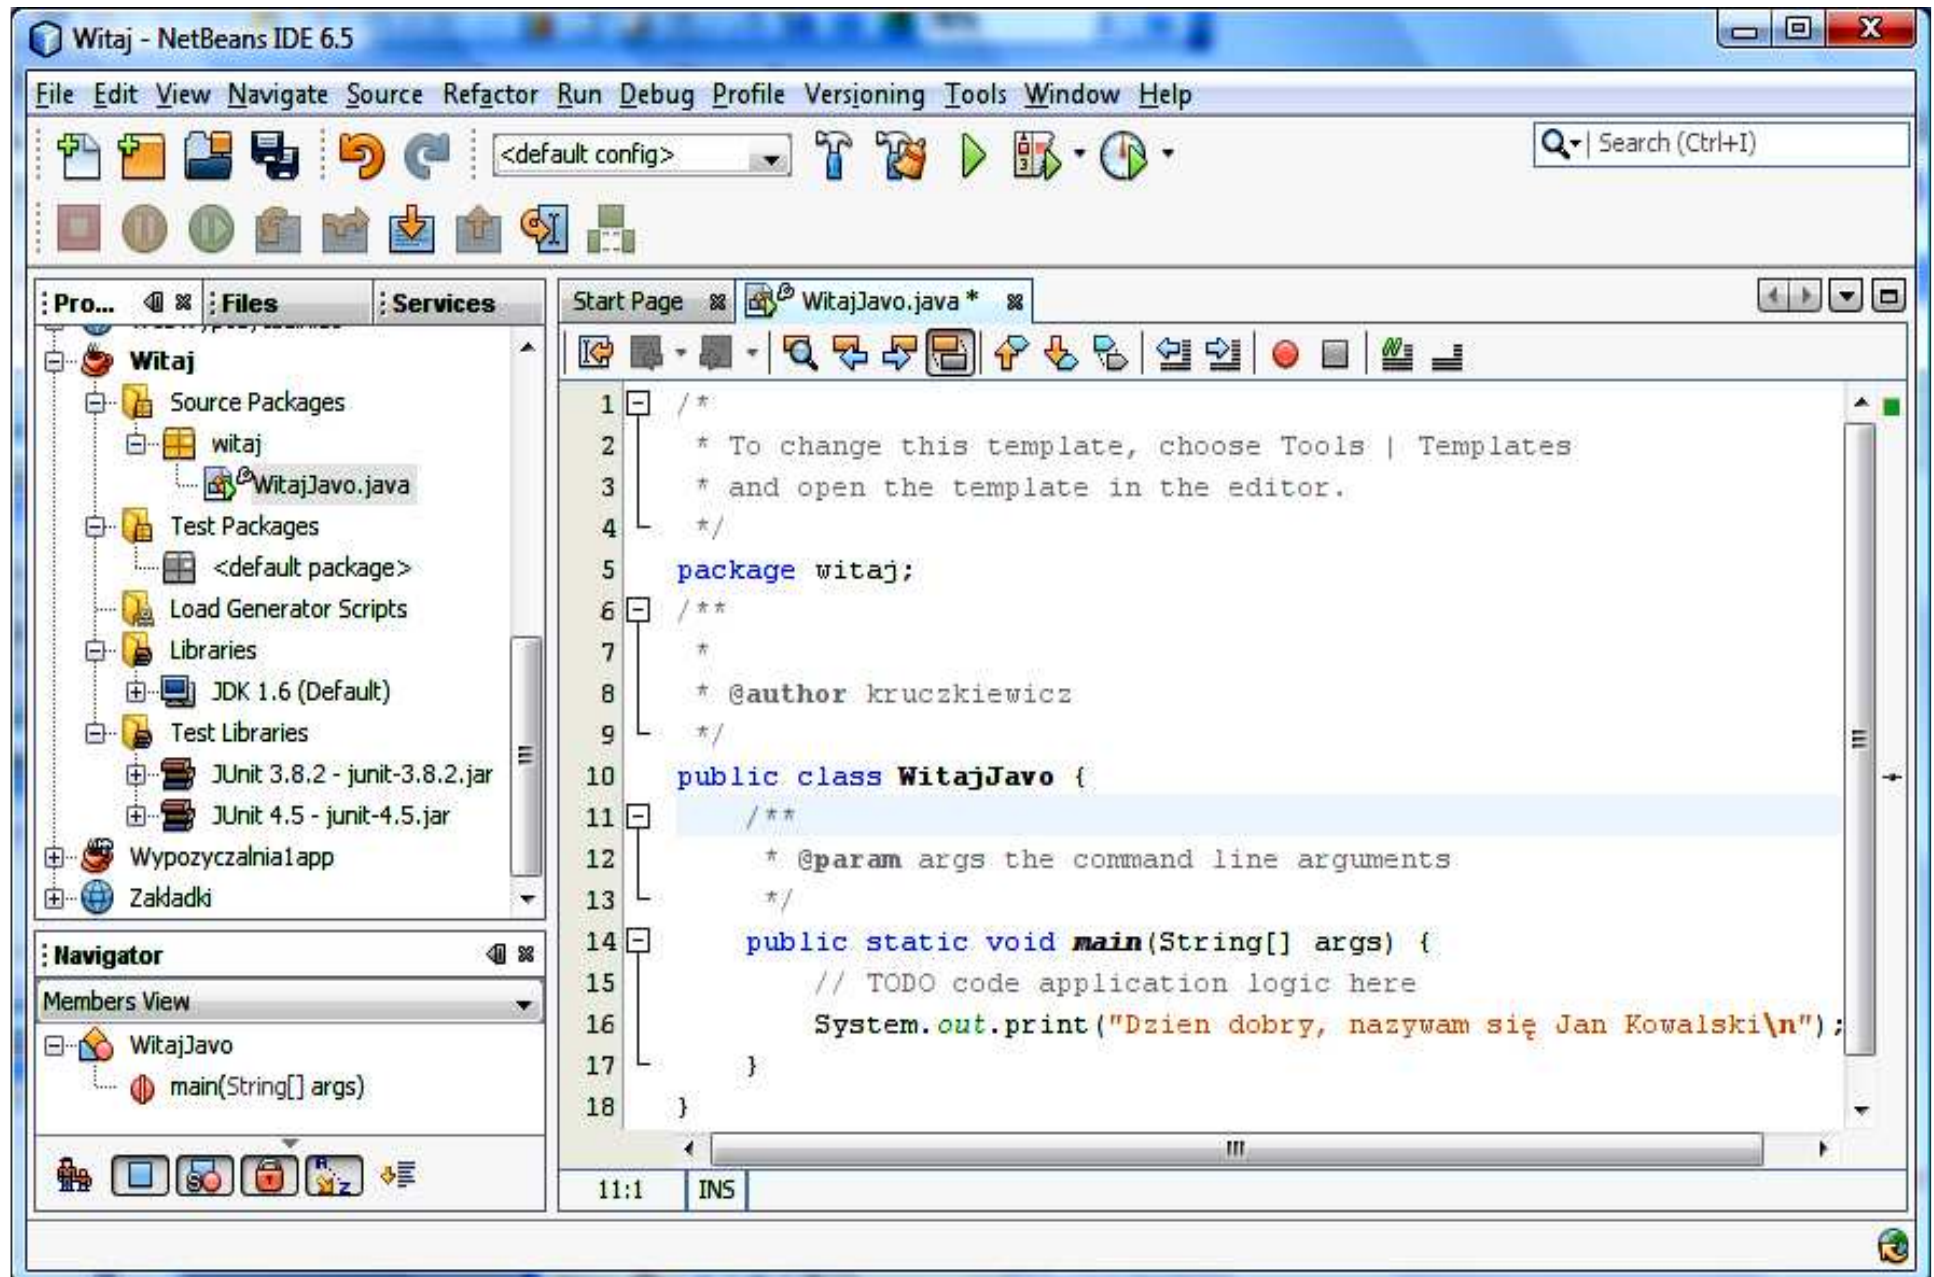 Witaj - NetBeans IDE 6.5
File Edit View Navigate Source Refactor Run Debug Profile Versioning Tools Window Help
<default config>
Search (Ctrl+I)
Pro... Files Services
Witaj
Source Packages
witaj
WitajJavo.java
Test Packages
<default package>
Load Generator Scripts
Libraries
JDK 1.6 (Default)
Test Libraries
JUnit 3.8.2 - junit-3.8.2.jar
JUnit 4.5 - junit-4.5.jar
Wypozyczalnia1app
Zakladki
Navigator
Members View
WitajJavo
main(String[] args)
Start Page WitajJavo.java *
1 /*
2 * To change this template, choose Tools | Templates
3 * and open the template in the editor.
4 */
5 package witaj;
6 /**
7 *
8 * @author kruczkiewicz
9 */
10 public class WitajJavo {
11 /**
12 * @param args the command line arguments
13 */
14 public static void main(String[] args) {
15 // TODO code application logic here
16 System.out.print("Dzien dobry, nazywam się Jan Kowalski\n");
17 }
18 }
11:1 INS